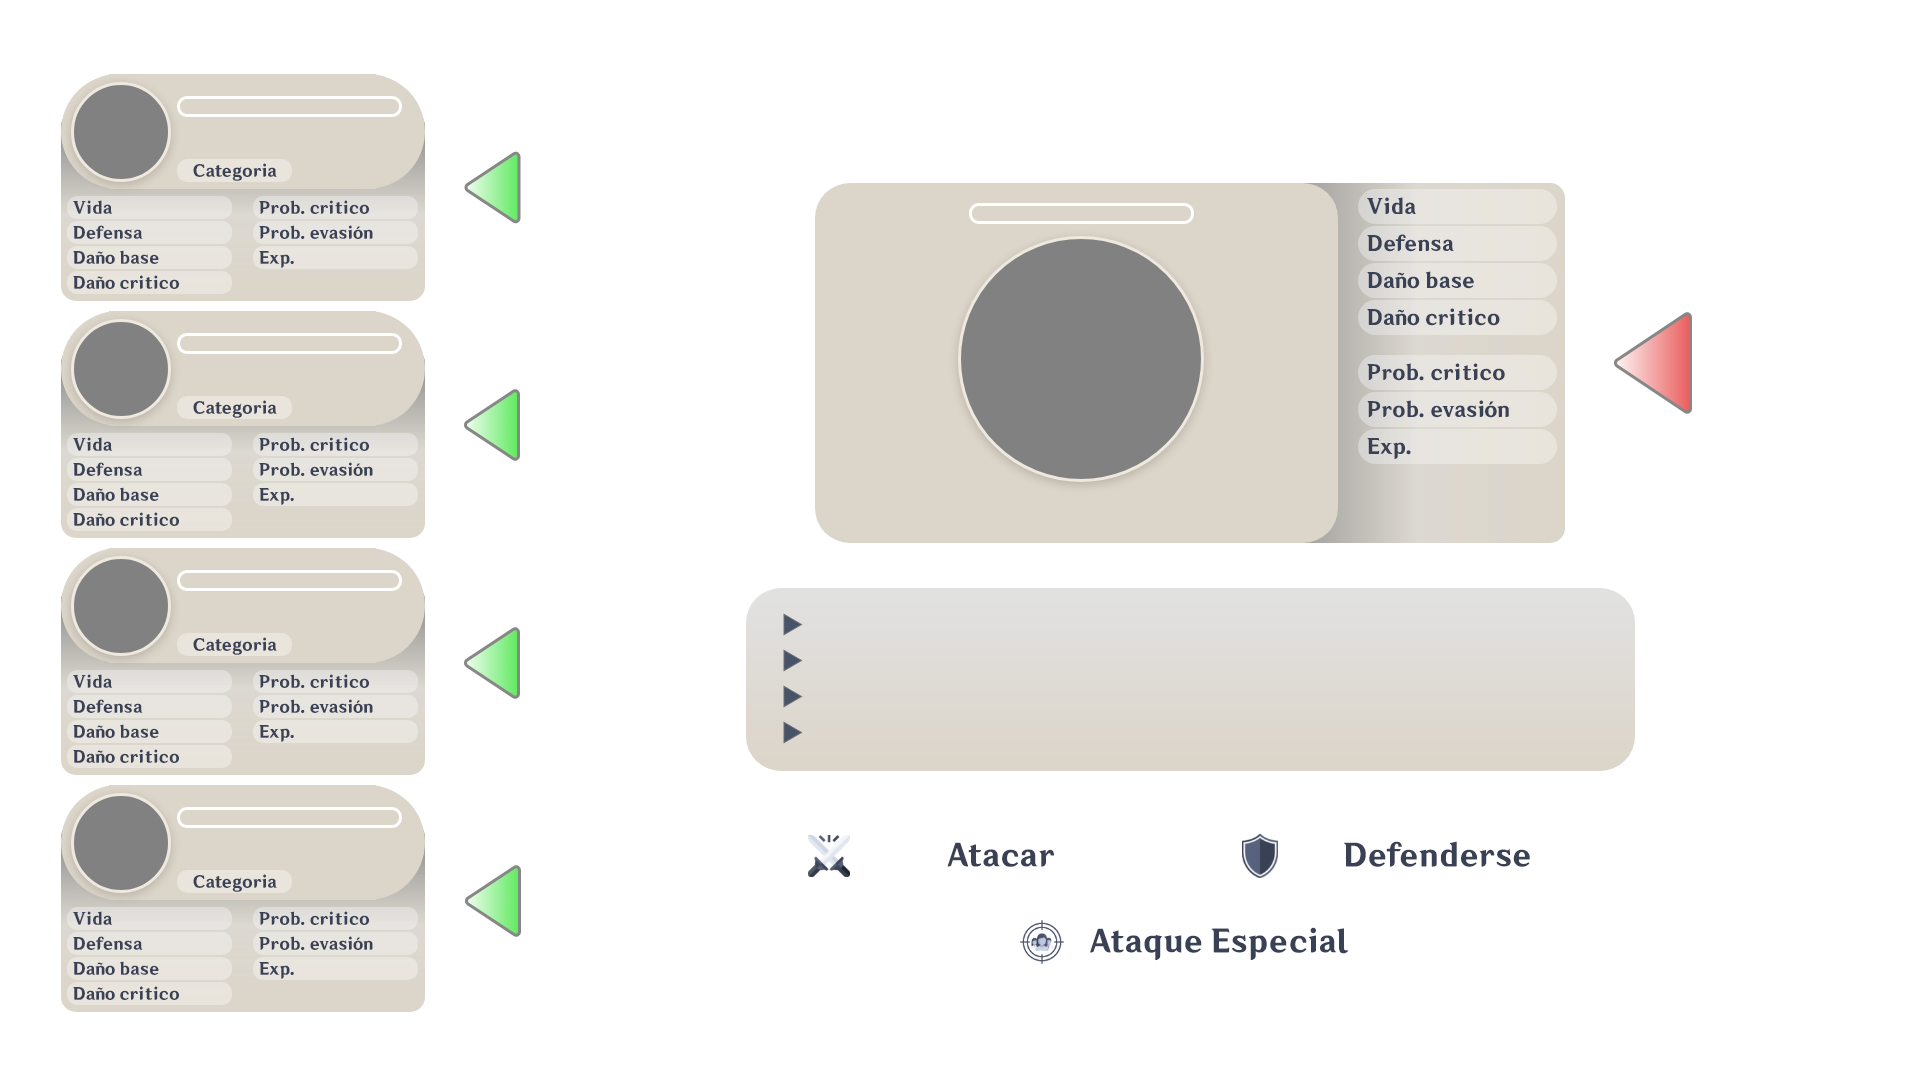 Categoria
Vida
Defensa
Daño base
Daño critico
Prob. critico
Prob. evasión
Exp.
Categoria
Vida
Defensa
Daño base
Daño critico
Prob. critico
Prob. evasión
Exp.
Categoria
Vida
Defensa
Daño base
Daño critico
Prob. critico
Prob. evasión
Exp.
Categoria
Vida
Defensa
Daño base
Daño critico
Prob. critico
Prob. evasión
Exp.
Vida
Defensa
Daño base
Daño critico
Prob. critico
Prob. evasión
Exp.
Atacar
Defenderse
Ataque Especial